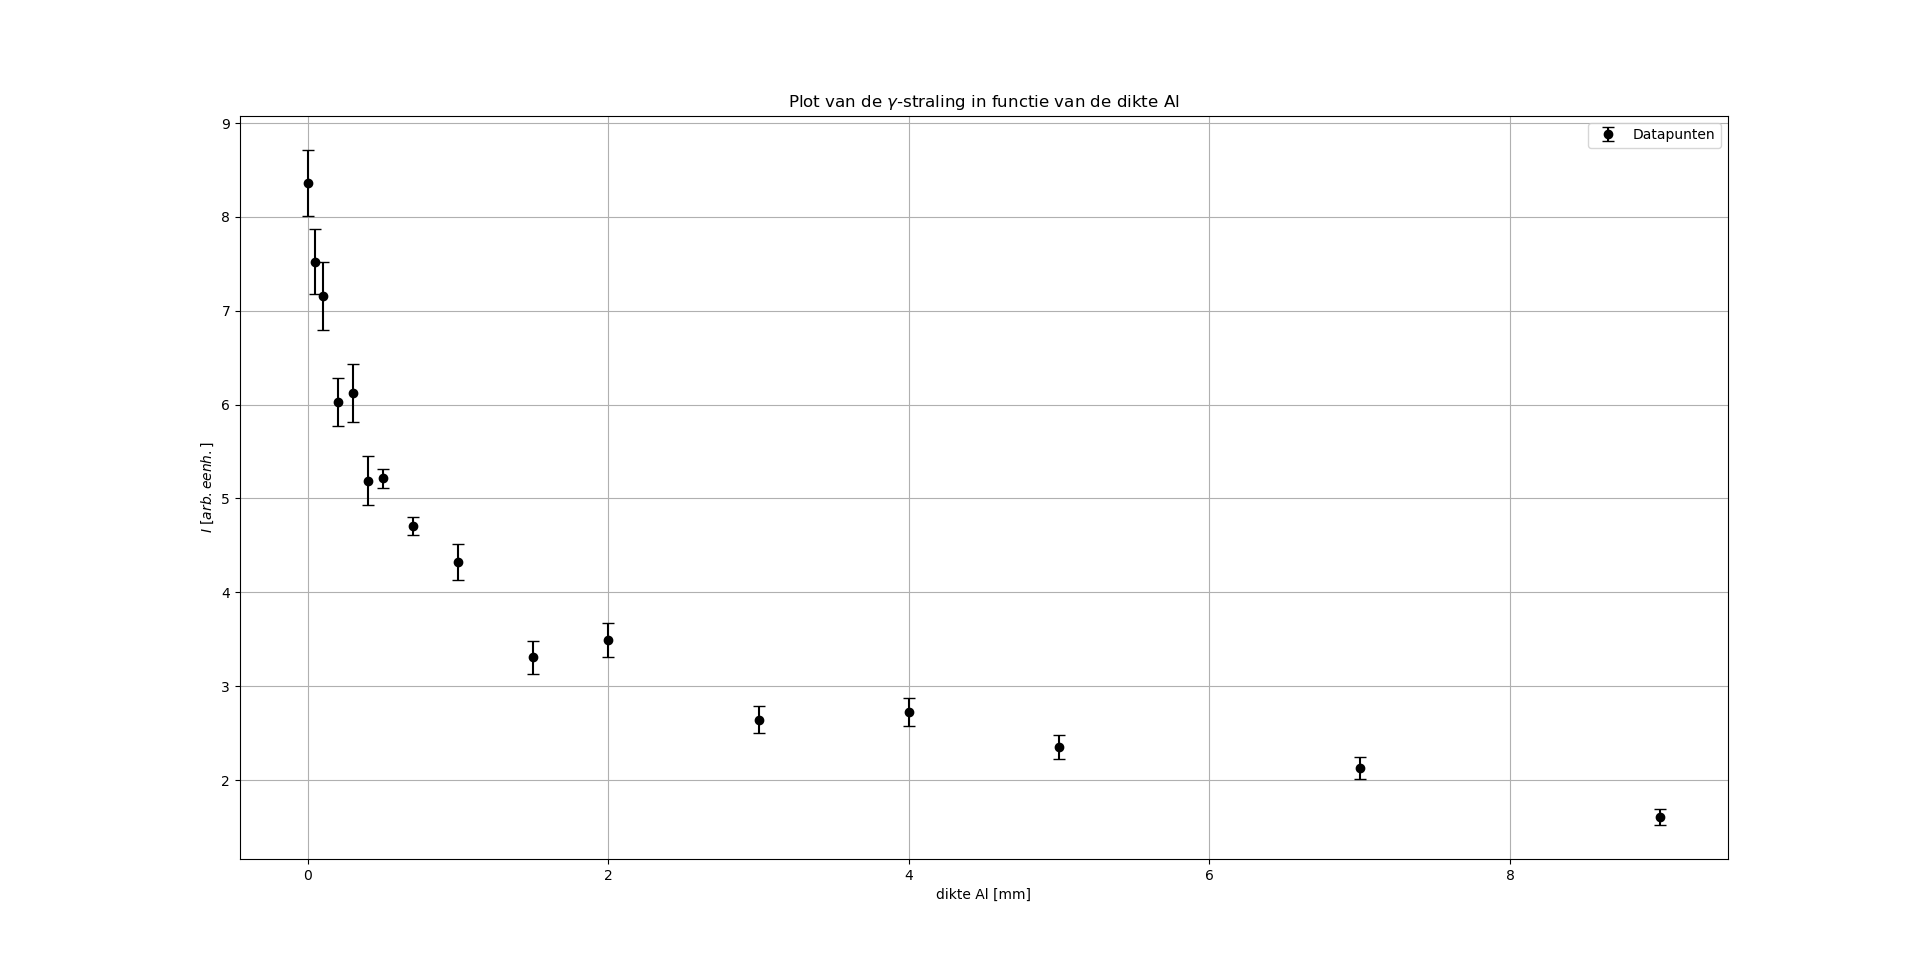 Plot van de γ-straling in functie van de dikte Al
Datapunten
9
8
7
6
5
4
3
2
I [arb. eenh.]
0 2 4 6 8
dikte Al [mm]